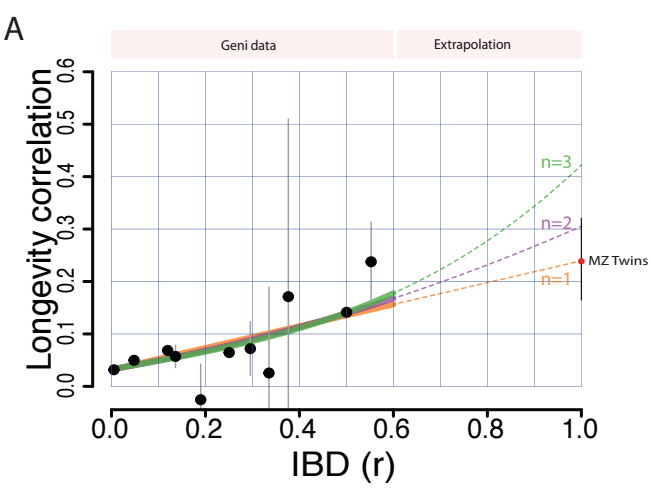 A
Geni data
Extrapolation
Longevity correlation
0.6
0.5
0.4
0.3
0.2
0.1
0.0
n=3
n=2
n=1
MZ Twins
0.0 0.2 0.4 0.6 0.8 1.0
IBD (r)